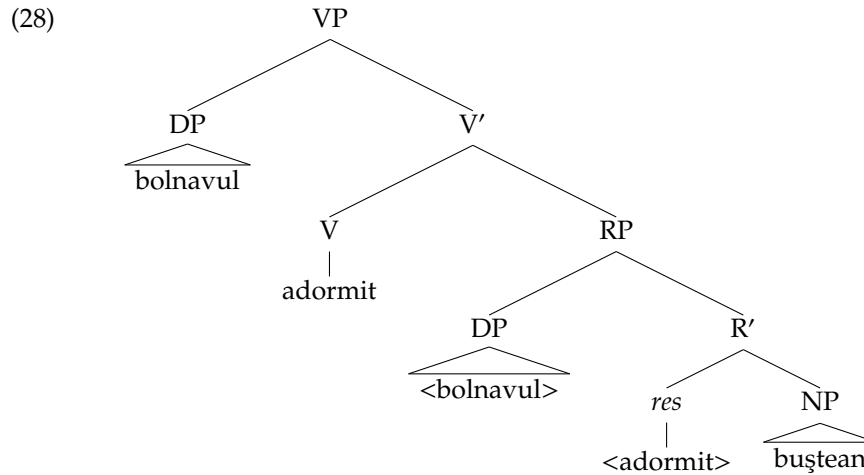 (28) VP
DP V′
bolnavul
V RP
adormit
DP R′
<bolnavul> res NP
<adormit> buştean